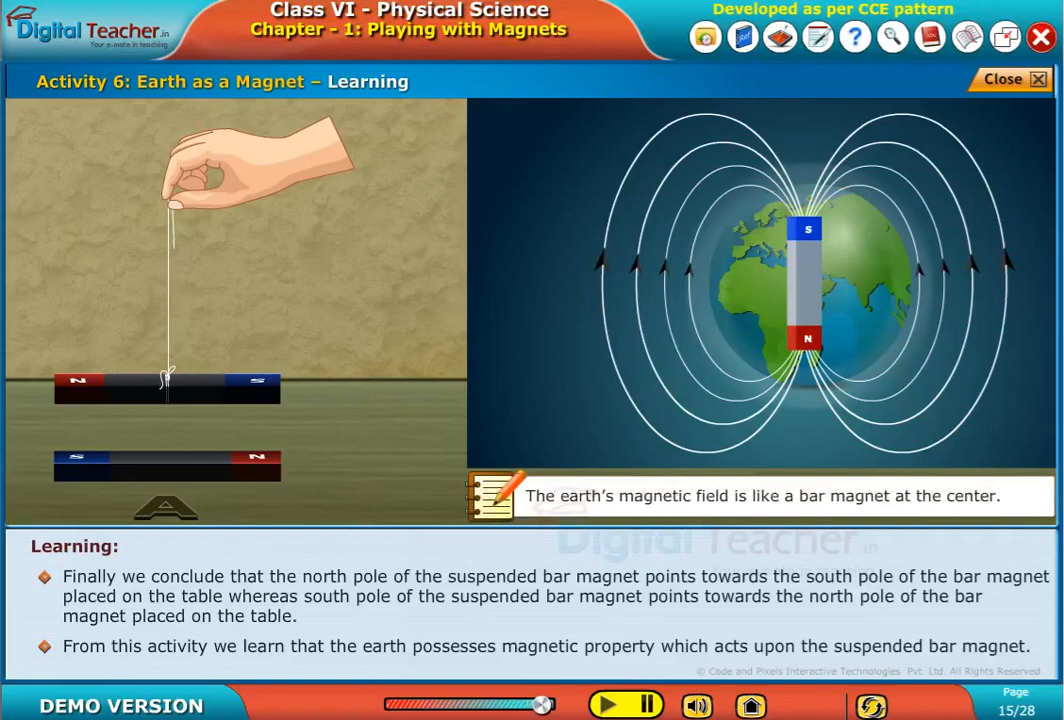 Class VI - Physical Science
Chapter - 1: Playing with Magnets
Developed as per CCE pattern
Digital Teacher.in
Your e-mate in teaching
Ref
?
Activity 6: Earth as a Magnet – Learning
Close
N S
S N
A
S
N
The earth's magnetic field is like a bar magnet at the center.
Digital Teacher.in
Learning:
Finally we conclude that the north pole of the suspended bar magnet points towards the south pole of the bar magnet
placed on the table whereas south pole of the suspended bar magnet points towards the north pole of the bar
magnet placed on the table.
From this activity we learn that the earth possesses magnetic property which acts upon the suspended bar magnet.
© Code and Pixels Interactive Technologies Pvt. Ltd. All Rights Reserved
DEMO VERSION
Page
15/28